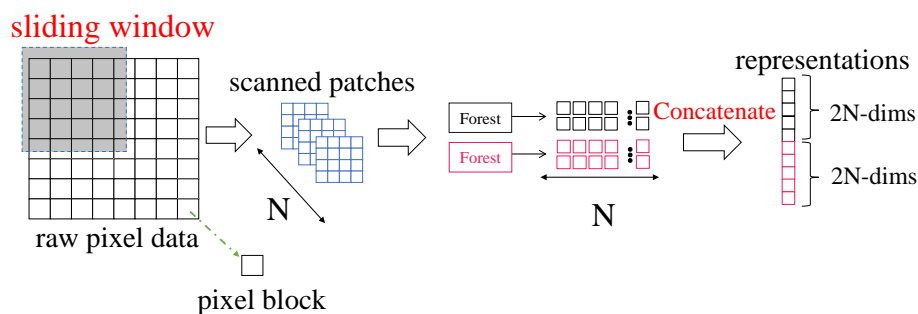 sliding window
raw pixel data
pixel block
scanned patches
N
Forest
Forest
N
Concatenate
representations
2N-dims
2N-dims